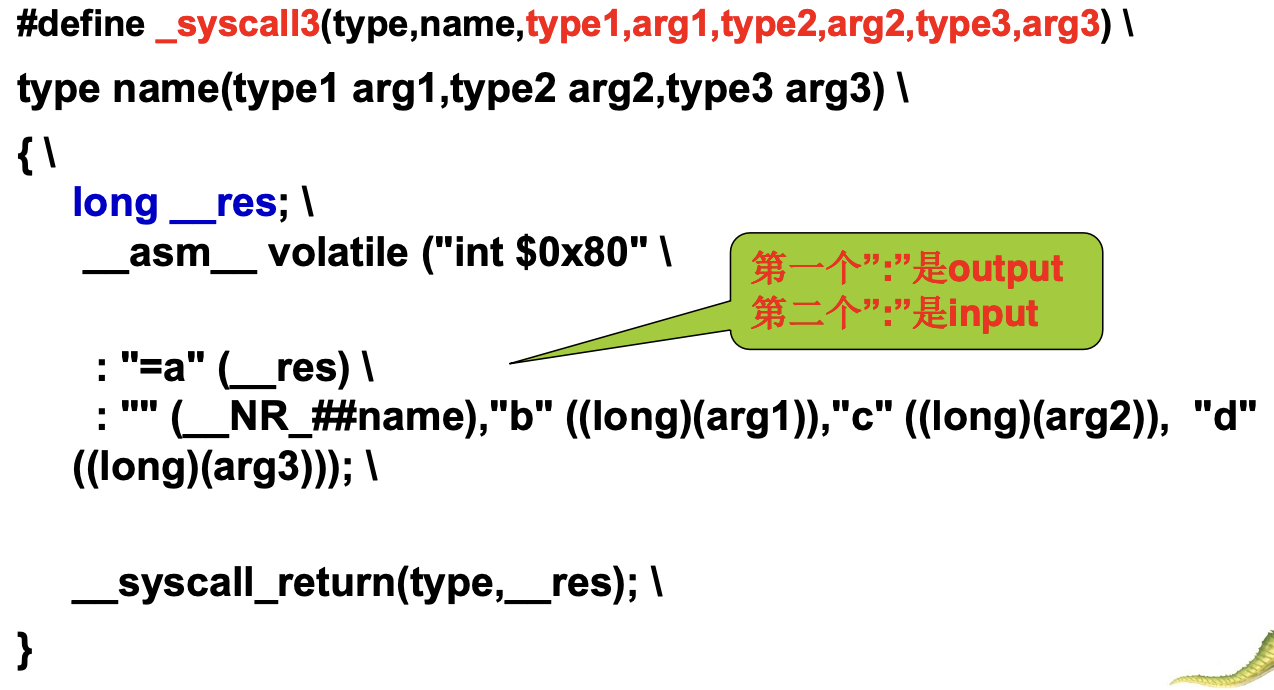 #define _syscall3(type,name,type1,arg1,type2,arg2,type3,arg3) \
type name(type1 arg1,type2 arg2,type3 arg3) \
{ \
long __res; \
__asm__ volatile ("int $0x80" \
第一个”:”是output
第二个”:”是input
: "=a" (__res) \
: "" (__NR_##name),"b" ((long)(arg1)),"c" ((long)(arg2)), "d"
((long)(arg3))); \
__syscall_return(type,__res); \
}